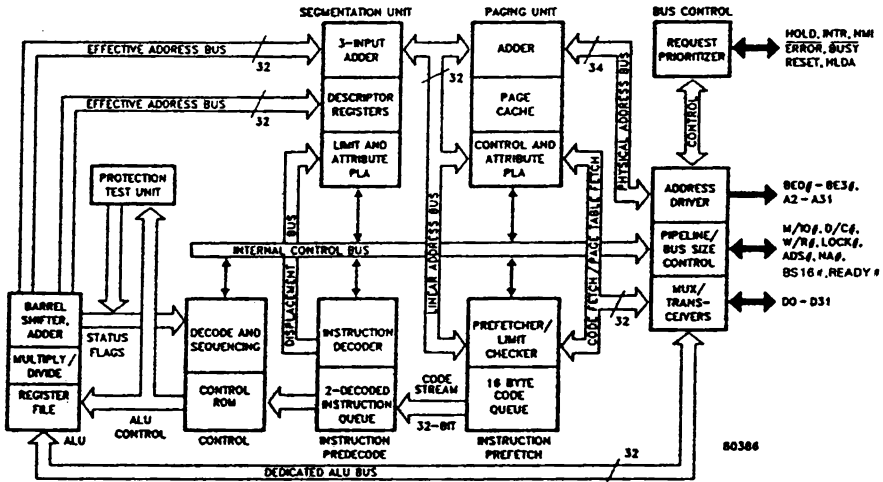 SEGMENTATION UNIT
PAGING UNIT
BUS CONTROL
EFFECTIVE ADDRESS BUS
32
3-INPUT
ADDER
ADDER
32
34
REQUEST
PRIORITIZER
HOLD, INTR, NMI
ERROR, BUSY
RESET, HLDA
EFFECTIVE ADDRESS BUS
32
DESCRIPTOR
REGISTERS
PAGE
CACHE
PHYSICAL ADDRESS BUS
CONTROL
LIMIT AND
ATTRIBUTE
PLA
CONTROL AND
ATTRIBUTE
PLA
PROTECTION
TEST UNIT
ADDRESS
DRIVER
BE0# - BE3#,
A2 - A31
INTERNAL CONTROL BUS
DISPLACEMENT BUS
LINEAR ADDRESS BUS
CODE FETCH/PAGE TABLE FETCH
PIPELINE/
BUS SIZE
CONTROL
M/IO#, D/C#,
W/R#, LOCK#,
ADS#, NA#,
BS16#, READY#
BARREL
SHIFTER,
ADDER
STATUS
FLAGS
DECODE AND
SEQUENCING
INSTRUCTION
DECODER
PREFETCHER/
LIMIT
CHECKER
32
MUX/
TRANS-
CEIVERS
D0 - D31
MULTIPLY/
DIVIDE
REGISTER
FILE
ALU
ALU
CONTROL
CONTROL
ROM
CONTROL
2-DECODED
INSTRUCTION
QUEUE
INSTRUCTION
PREDECODE
CODE
STREAM
32-BIT
16 BYTE
CODE
QUEUE
INSTRUCTION
PREFETCH
80386
DEDICATED ALU BUS
32